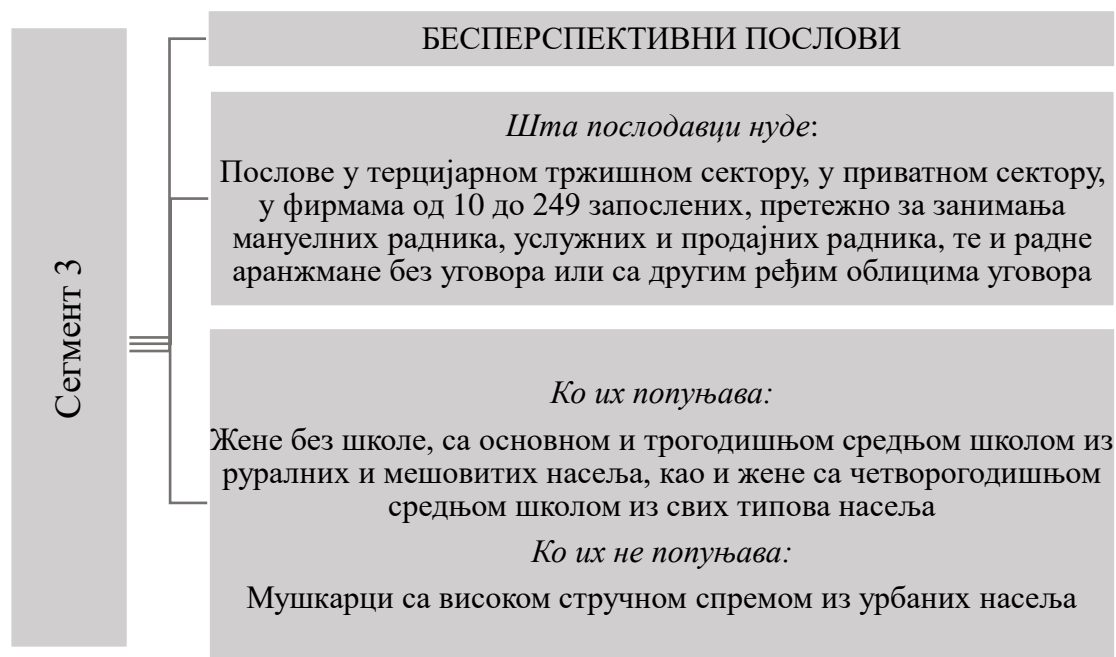 Сегмент 3
БЕСПЕРСПЕКТИВНИ ПОСЛОВИ
Шта послодавци нуде:
Послове у терцијарном тржишном сектору, у приватном сектору,
у фирмама од 10 до 249 запослених, претежно за занимања
мануелних радника, услужних и продајних радника, те и радне
аранжмане без уговора или са другим ређим облицима уговора
Ко их попуњава:
Жене без школе, са основном и трогодишњом средњом школом из
руралних и мешовитих насеља, као и жене са четворогодишњом
средњом школом из свих типова насеља
Ко их не попуњава:
Мушкарци са високом стручном спремом из урбаних насеља